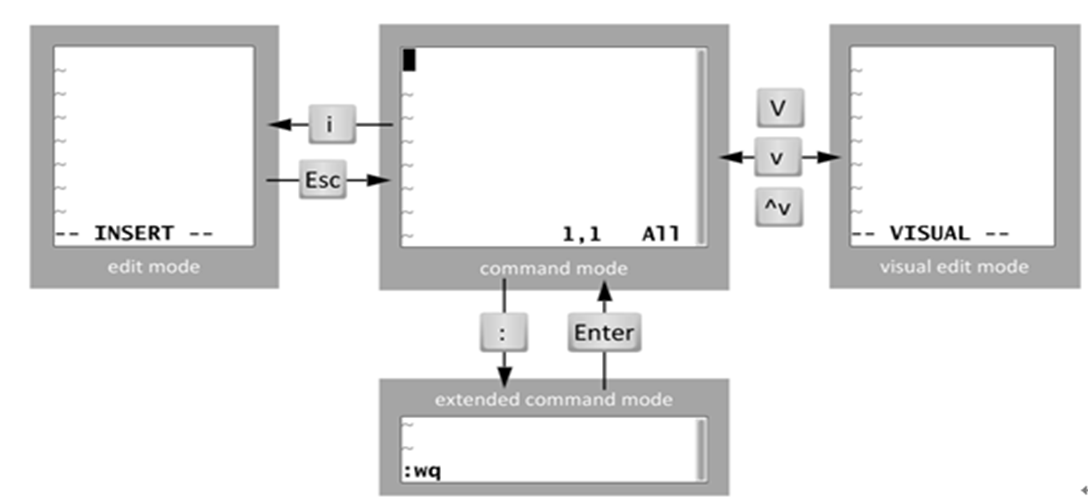 ~
~
~
~
~
~
~
-- INSERT --
edit mode
i
Esc
~
~
~
~
~
~
~
1,1 All
command mode
V
v
^v
~
~
~
~
~
~
~
-- VISUAL --
visual edit mode
:
Enter
extended command mode
~
~
:wq